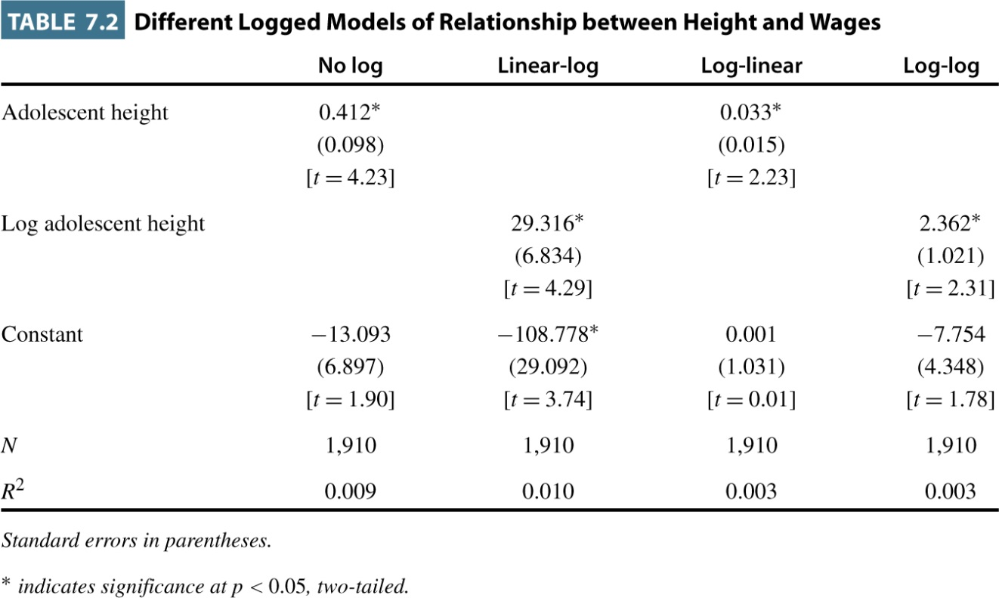 TABLE 7.2 Different Logged Models of Relationship between Height and Wages
No log Linear-log Log-linear Log-log
Adolescent height 0.412* 0.033*
(0.098) (0.015)
[t = 4.23] [t = 2.23]
Log adolescent height 29.316* 2.362*
(6.834) (1.021)
[t = 4.29] [t = 2.31]
Constant −13.093 −108.778* 0.001 −7.754
(6.897) (29.092) (1.031) (4.348)
[t = 1.90] [t = 3.74] [t = 0.01] [t = 1.78]
N 1,910 1,910 1,910 1,910
R² 0.009 0.010 0.003 0.003
Standard errors in parentheses.
* indicates significance at p < 0.05, two-tailed.